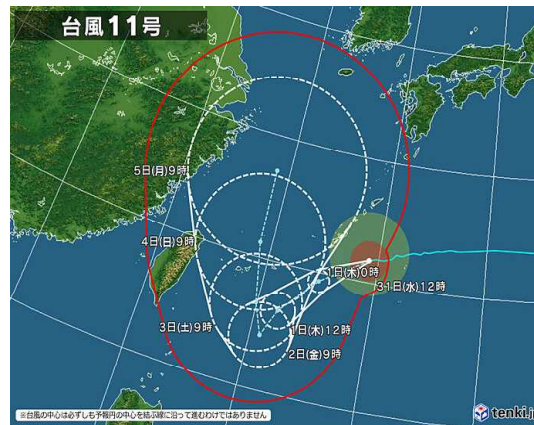 台風11号
5日(月)9時
4日(日)9時
1日(木)0時
31日(水)12時
3日(土)9時
1日(木)12時
2日(金)9時
※台風の中心は必ずしも予報円の中心を結ぶ線に沿って進むわけではありません
tenki.